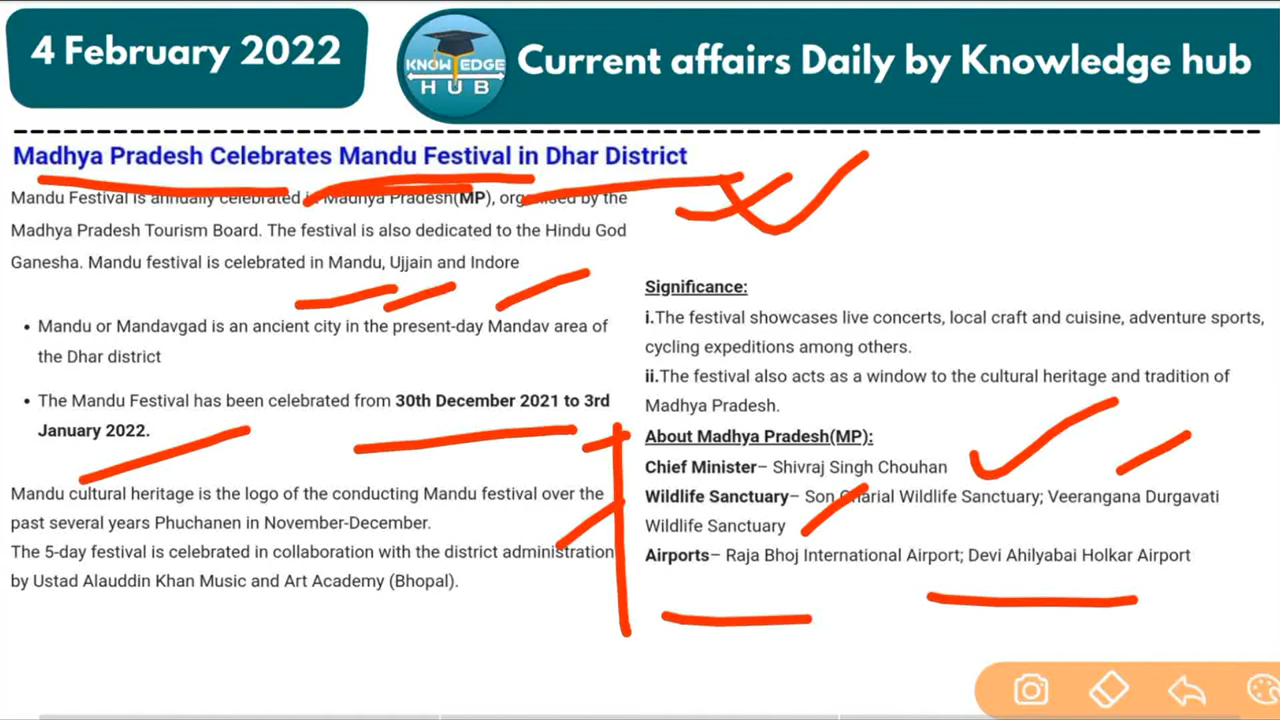 4 February 2022
KNOWLEDGE
HUB
Current affairs Daily by Knowledge hub
Madhya Pradesh Celebrates Mandu Festival in Dhar District
Mandu Festival is annually celebrated in Madhya Pradesh(MP), organised by the
Madhya Pradesh Tourism Board. The festival is also dedicated to the Hindu God
Ganesha. Mandu festival is celebrated in Mandu, Ujjain and Indore
• Mandu or Mandavgad is an ancient city in the present-day Mandav area of
the Dhar district
• The Mandu Festival has been celebrated from 30th December 2021 to 3rd
January 2022.
Mandu cultural heritage is the logo of the conducting Mandu festival over the
past several years Phuchanen in November-December.
The 5-day festival is celebrated in collaboration with the district administration
by Ustad Alauddin Khan Music and Art Academy (Bhopal).
Significance:
i.The festival showcases live concerts, local craft and cuisine, adventure sports,
cycling expeditions among others.
ii.The festival also acts as a window to the cultural heritage and tradition of
Madhya Pradesh.
About Madhya Pradesh(MP):
Chief Minister– Shivraj Singh Chouhan
Wildlife Sanctuary– Son Gharial Wildlife Sanctuary; Veerangana Durgavati
Wildlife Sanctuary
Airports– Raja Bhoj International Airport; Devi Ahilyabai Holkar Airport